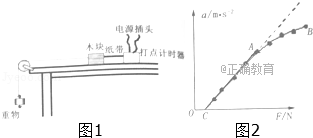 电源插头
木块 纸带 打点计时器
重物
图1
a/m·s⁻²
A
B
@正确教育
O C F/N
图2